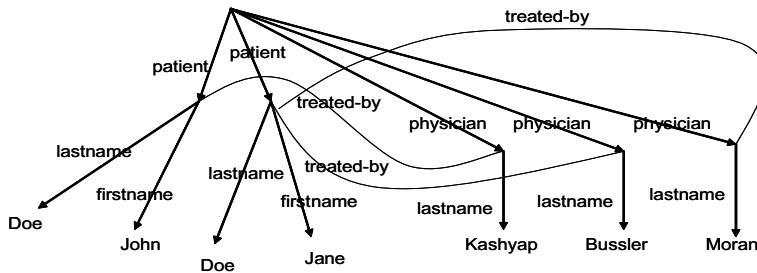 treated-by
patient
patient
treated-by
physician
physician
physician
lastname
treated-by
lastname
firstname
firstname
lastname
lastname
lastname
Doe
John
Doe
Jane
Kashyap
Bussler
Moran